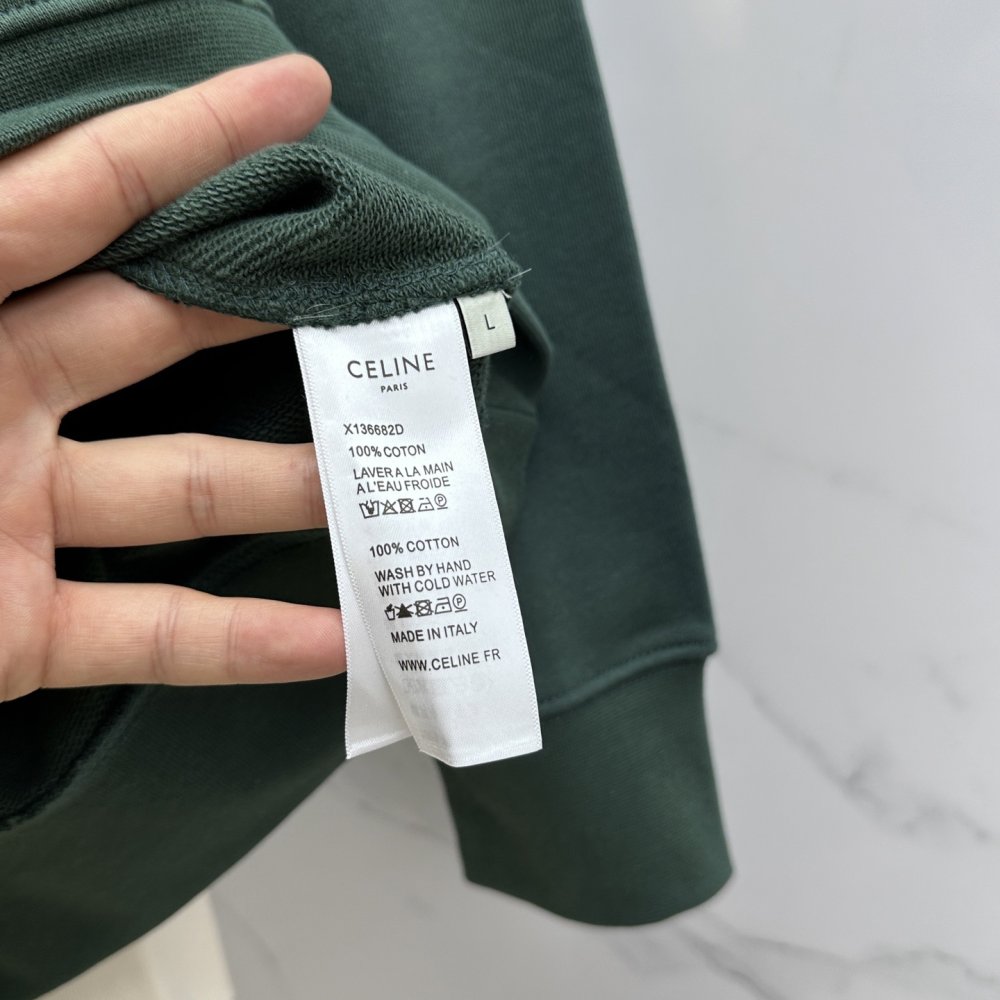 L
CELINE
PARIS
X136682D
100% COTON
LAVER A LA MAIN
A L'EAU FROIDE
100% COTTON
WASH BY HAND
WITH COLD WATER
MADE IN ITALY
WWW.CELINE FR